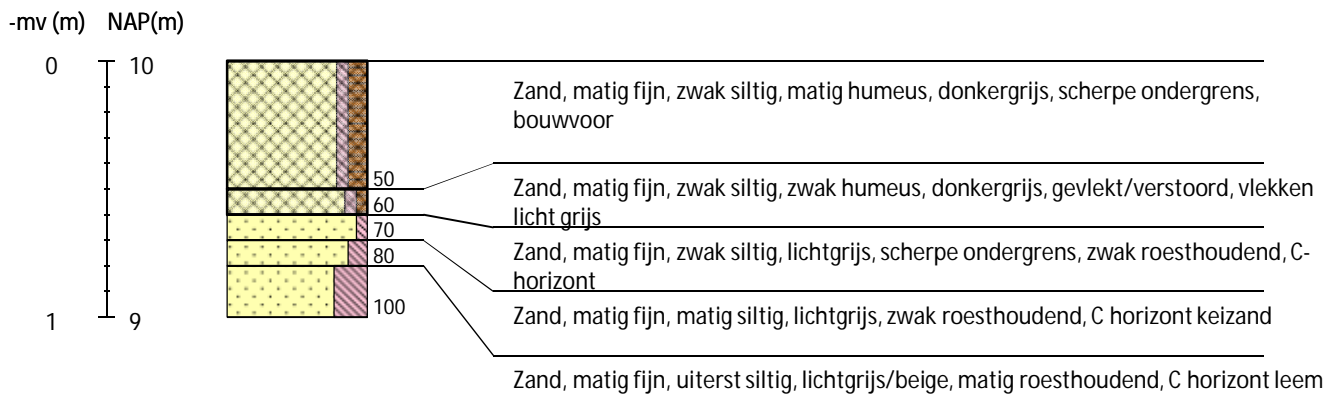 -mv (m) NAP(m)
0 10
Zand, matig fijn, zwak siltig, matig humeus, donkergrijs, scherpe ondergrens,
bouwvoor
50
Zand, matig fijn, zwak siltig, zwak humeus, donkergrijs, gevlekt/verstoord, vlekken
licht grijs
60
70
Zand, matig fijn, zwak siltig, lichtgrijs, scherpe ondergrens, zwak roesthoudend, C-
horizont
80
100
Zand, matig fijn, matig siltig, lichtgrijs, zwak roesthoudend, C horizont keizand
1 9
Zand, matig fijn, uiterst siltig, lichtgrijs/beige, matig roesthoudend, C horizont leem